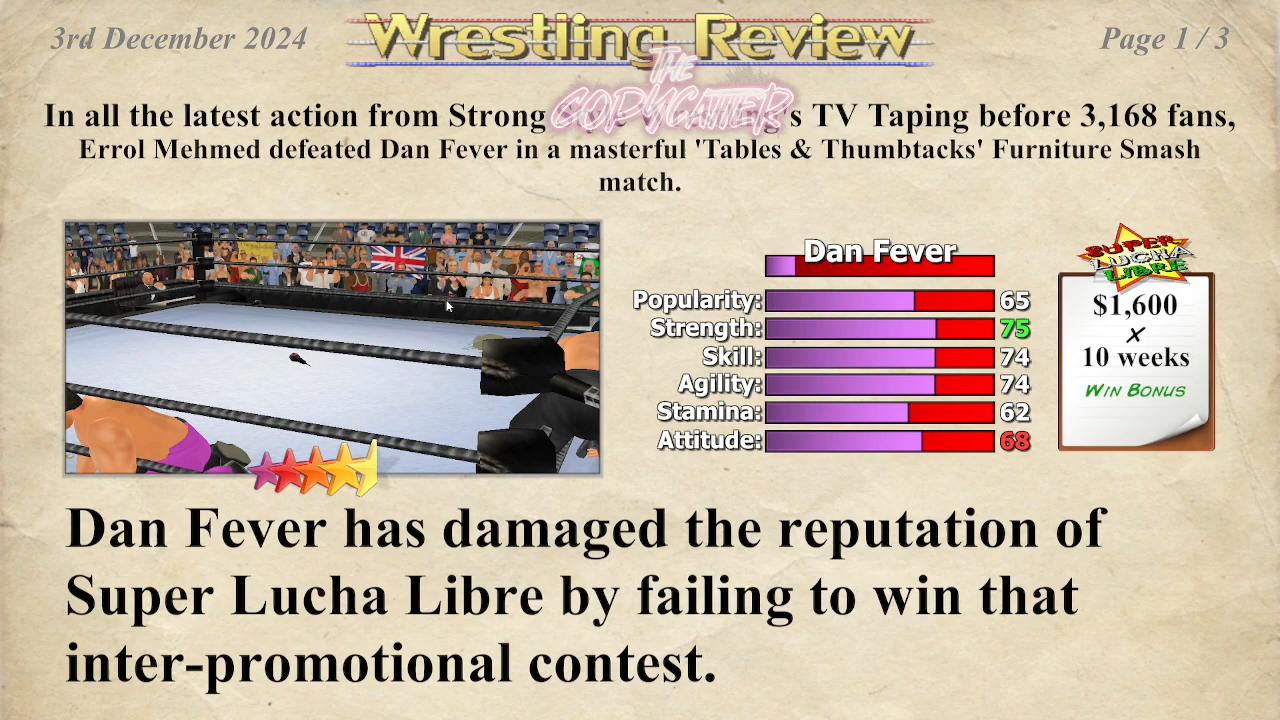 3rd December 2024
Wrestling Review
Page 1 / 3
THE COPYCATTER
In all the latest action from Strong 's TV Taping before 3,168 fans,
Errol Mehmed defeated Dan Fever in a masterful 'Tables & Thumbtacks' Furniture Smash
match.
Dan Fever
Popularity: 65
Strength: 75
Skill: 74
Agility: 74
Stamina: 62
Attitude: 68
SUPER
LUCHA
LIBRE
$1,600
x
10 weeks
WIN BONUS
Dan Fever has damaged the reputation of
Super Lucha Libre by failing to win that
inter-promotional contest.